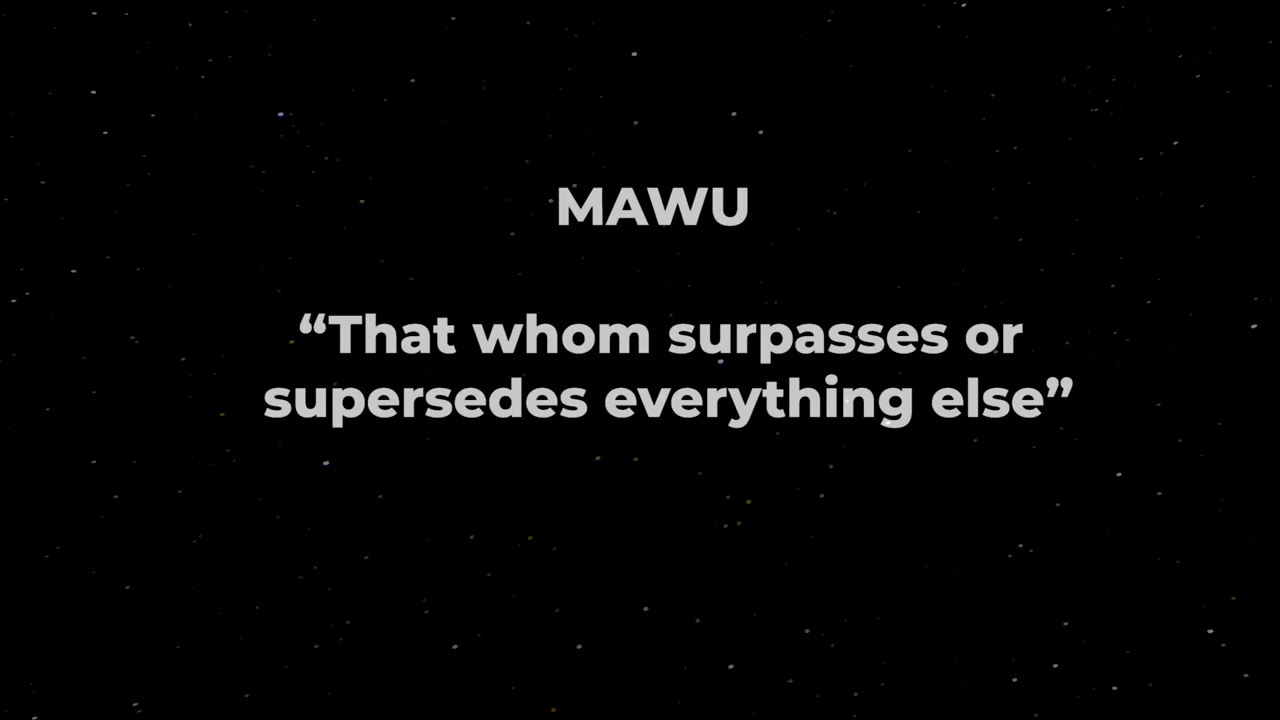 MAWU
“That whom surpasses or
supersedes everything else”